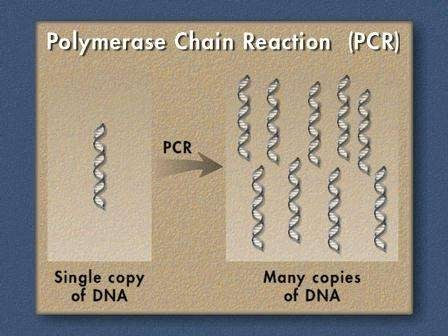 Polymerase Chain Reaction (PCR)
PCR
Single copy
of DNA
Many copies
of DNA